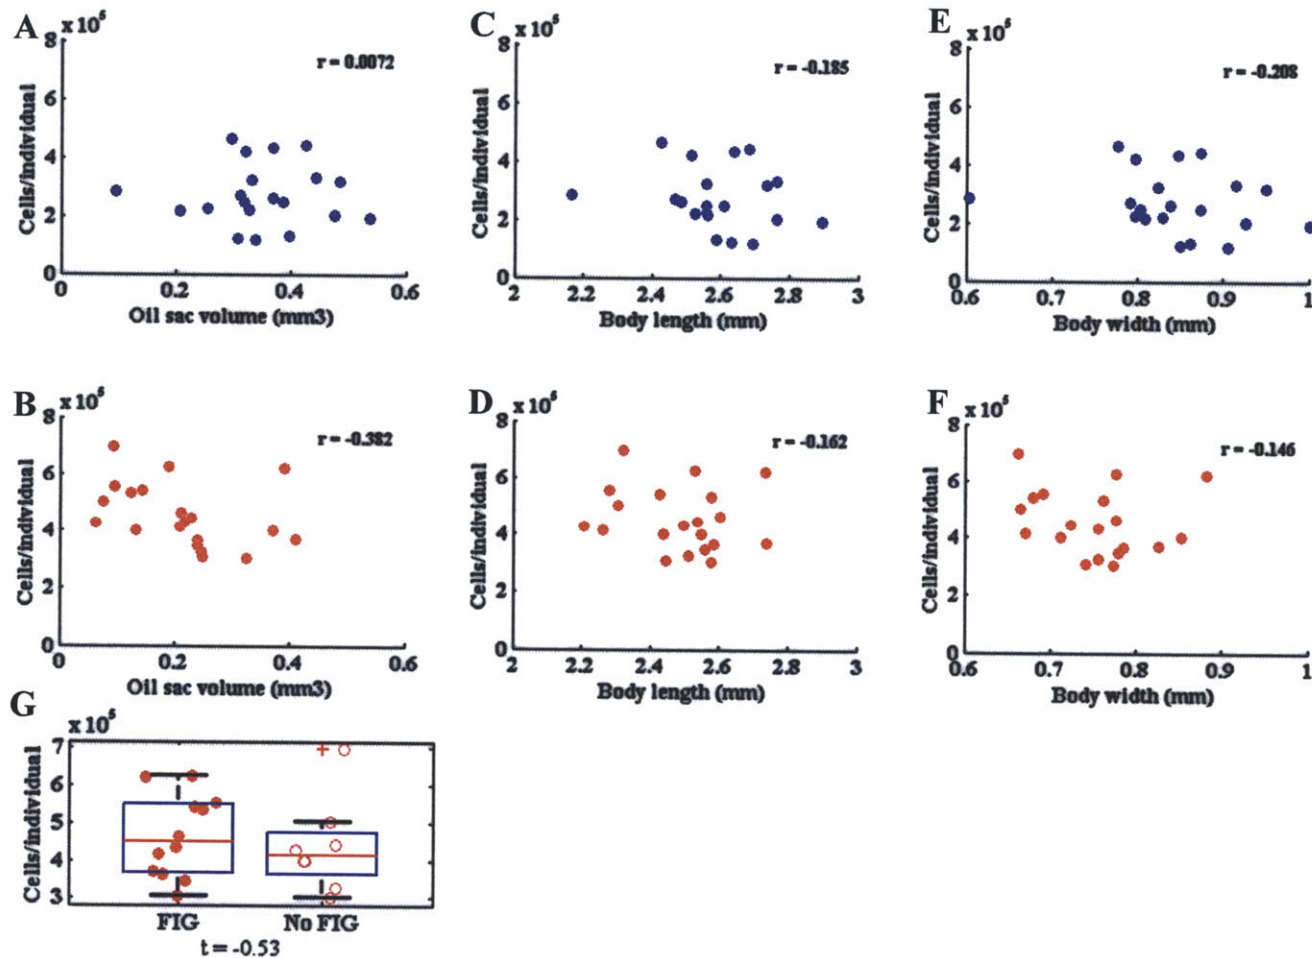 A
x 10⁵
8
6
4
2
0
Cells/individual
r = 0.0072
0 0.2 0.4 0.6
Oil sac volume (mm3)
C
x 10⁵
8
6
4
2
0
Cells/individual
r = -0.185
2 2.2 2.4 2.6 2.8 3
Body length (mm)
E
x 10⁵
8
6
4
2
0
Cells/individual
r = -0.208
0.6 0.7 0.8 0.9 1
Body width (mm)
B
x 10⁵
8
6
4
2
0
Cells/individual
r = -0.382
0 0.2 0.4 0.6
Oil sac volume (mm3)
D
x 10⁵
8
6
4
2
0
Cells/individual
r = -0.162
2 2.2 2.4 2.6 2.8 3
Body length (mm)
F
x 10⁵
8
6
4
2
0
Cells/individual
r = -0.146
0.6 0.7 0.8 0.9 1
Body width (mm)
G
x 10⁵
7
6
5
4
3
Cells/individual
FIG No FIG
t = -0.53